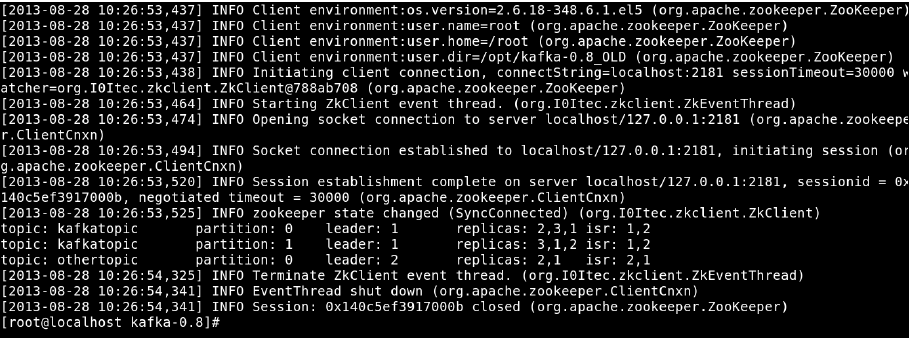 [2013-08-28 10:26:53,437] INFO Client environment:os.version=2.6.18-348.6.1.el5 (org.apache.zookeeper.ZooKeeper)
[2013-08-28 10:26:53,437] INFO Client environment:user.name=root (org.apache.zookeeper.ZooKeeper)
[2013-08-28 10:26:53,437] INFO Client environment:user.home=/root (org.apache.zookeeper.ZooKeeper)
[2013-08-28 10:26:53,437] INFO Client environment:user.dir=/opt/kafka-0.8_OLD (org.apache.zookeeper.ZooKeeper)
[2013-08-28 10:26:53,438] INFO Initiating client connection, connectString=localhost:2181 sessionTimeout=30000 w
atcher=org.I0Itec.zkclient.ZkClient@788ab708 (org.apache.zookeeper.ZooKeeper)
[2013-08-28 10:26:53,464] INFO Starting ZkClient event thread. (org.I0Itec.zkclient.ZkEventThread)
[2013-08-28 10:26:53,474] INFO Opening socket connection to server localhost/127.0.0.1:2181 (org.apache.zookeepe
r.ClientCnxn)
[2013-08-28 10:26:53,494] INFO Socket connection established to localhost/127.0.0.1:2181, initiating session (or
g.apache.zookeeper.ClientCnxn)
[2013-08-28 10:26:53,520] INFO Session establishment complete on server localhost/127.0.0.1:2181, sessionid = 0x
140c5ef3917000b, negotiated timeout = 30000 (org.apache.zookeeper.ClientCnxn)
[2013-08-28 10:26:53,525] INFO zookeeper state changed (SyncConnected) (org.I0Itec.zkclient.ZkClient)
topic: kafkatopic	partition: 0	leader: 1	replicas: 2,3,1	isr: 1,2
topic: kafkatopic	partition: 1	leader: 1	replicas: 3,1,2	isr: 1,2
topic: othertopic	partition: 0	leader: 2	replicas: 2,1	isr: 2,1
[2013-08-28 10:26:54,325] INFO Terminate ZkClient event thread. (org.I0Itec.zkclient.ZkEventThread)
[2013-08-28 10:26:54,341] INFO EventThread shut down (org.apache.zookeeper.ClientCnxn)
[2013-08-28 10:26:54,341] INFO Session: 0x140c5ef3917000b closed (org.apache.zookeeper.ZooKeeper)
[root@localhost kafka-0.8]#